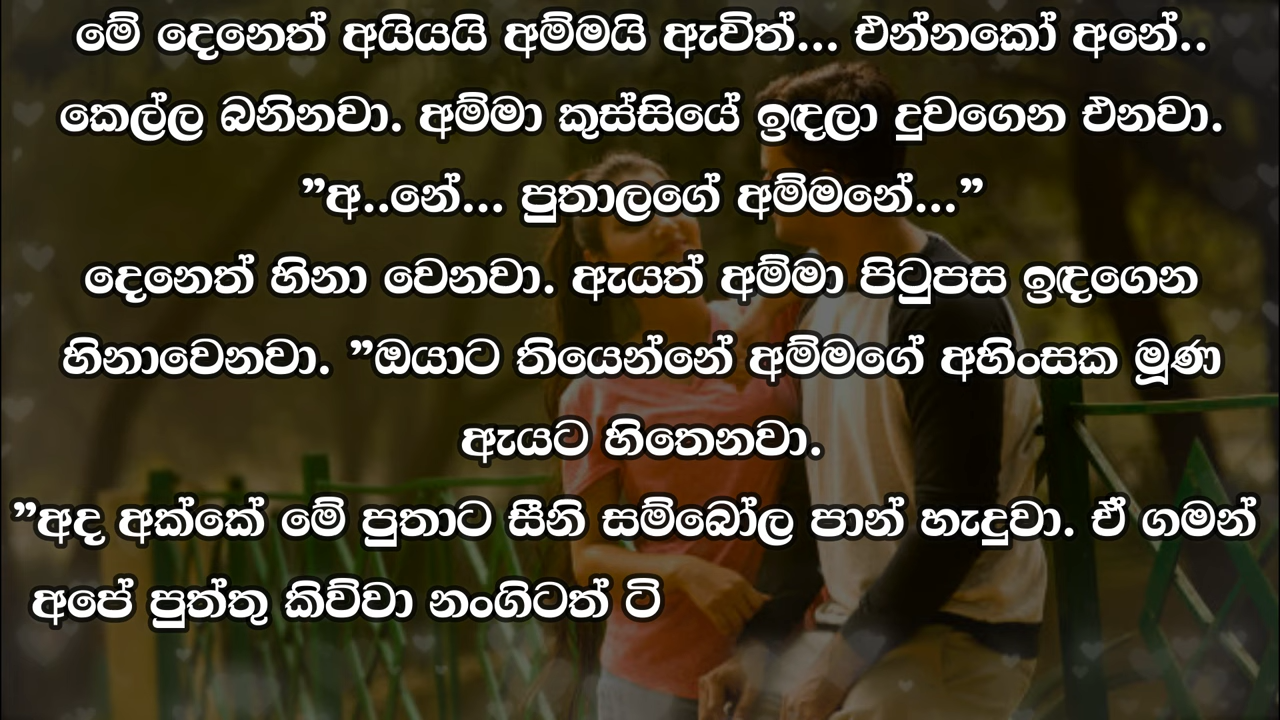 මේ දෙනෙත් අයියයි අම්මයි ඇවිත්... එන්නකෝ අනේ..
කෙල්ල බනිනවා. අම්මා කුස්සියේ ඉඳලා දුවගෙන එනවා.
”අ..නේ... පුතාලගේ අම්මනේ...”
දෙනෙත් හිනා වෙනවා. ඇයත් අම්මා පිටුපස ඉඳගෙන
හිනාවෙනවා. ”ඔයාට තියෙන්නේ අම්මගේ අහිංසක මූණ
ඇයට හිතෙනවා.
”අද අක්කේ මේ පුතාට සීනි සම්බෝල පාන් හැදුවා. ඒ ගමන්
අපේ පුත්තු කිව්වා නංගිටත් ටි